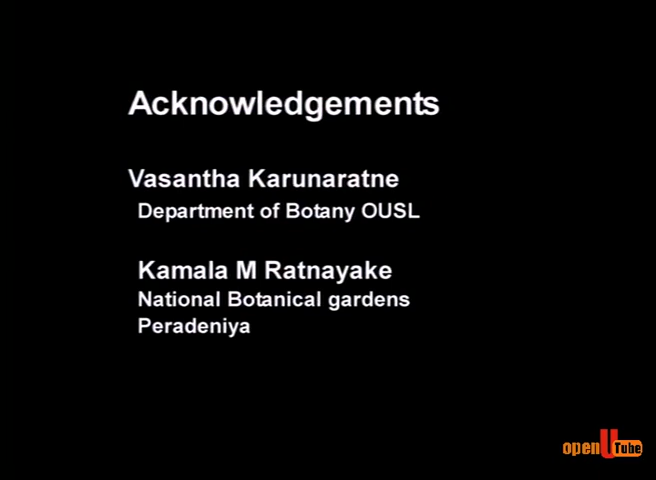 Acknowledgements
Vasantha Karunaratne
Department of Botany OUSL
Kamala M Ratnayake
National Botanical gardens
Peradeniya
open U Tube